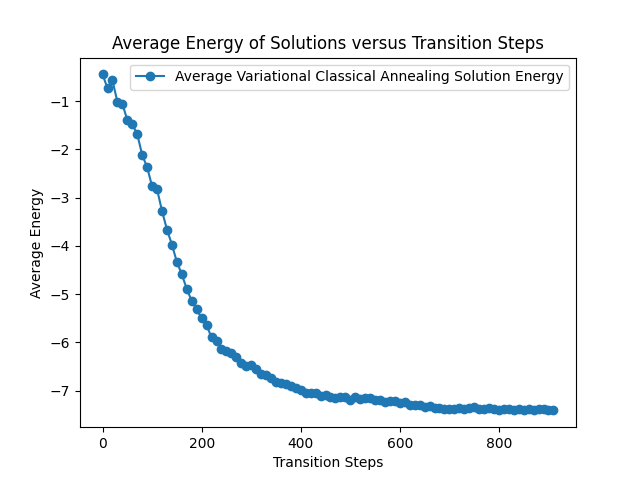 Average Energy of Solutions versus Transition Steps
Average Variational Classical Annealing Solution Energy
−1
−2
−3
−4
−5
−6
−7
Average Energy
0 200 400 600 800
Transition Steps